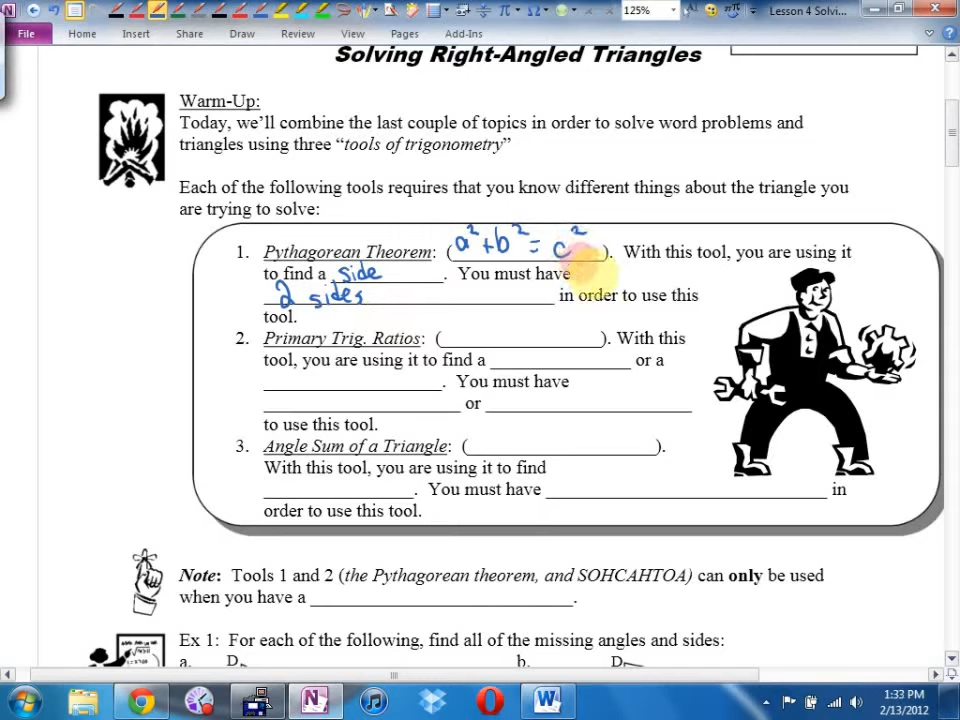 125%
Lesson 4 Solvi...
File Home Insert Share Draw Review View Pages Add-Ins
Solving Right-Angled Triangles
Warm-Up:
Today, we'll combine the last couple of topics in order to solve word problems and
triangles using three "tools of trigonometry"
Each of the following tools requires that you know different things about the triangle you
are trying to solve:
1. Pythagorean Theorem: (a² + b² = c²). With this tool, you are using it
to find a side. You must have
2 sides in order to use this
tool.
2. Primary Trig. Ratios: (____________________). With this
tool, you are using it to find a ________________ or a
____________________. You must have
______________________ or _______________________
to use this tool.
3. Angle Sum of a Triangle: (_____________________).
With this tool, you are using it to find
_________________. You must have ________________________________ in
order to use this tool.
Note: Tools 1 and 2 (the Pythagorean theorem, and SOHCAHTOA) can only be used
when you have a ______________________________.
Ex 1: For each of the following, find all of the missing angles and sides:
a. D b. D
1:33 PM
2/13/2012